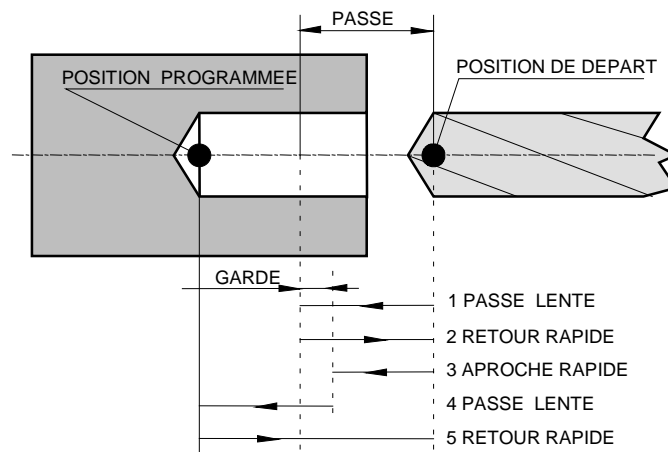 PASSE
POSITION PROGRAMMEE
POSITION DE DEPART
GARDE
1 PASSE LENTE
2 RETOUR RAPIDE
3 APROCHE RAPIDE
4 PASSE LENTE
5 RETOUR RAPIDE